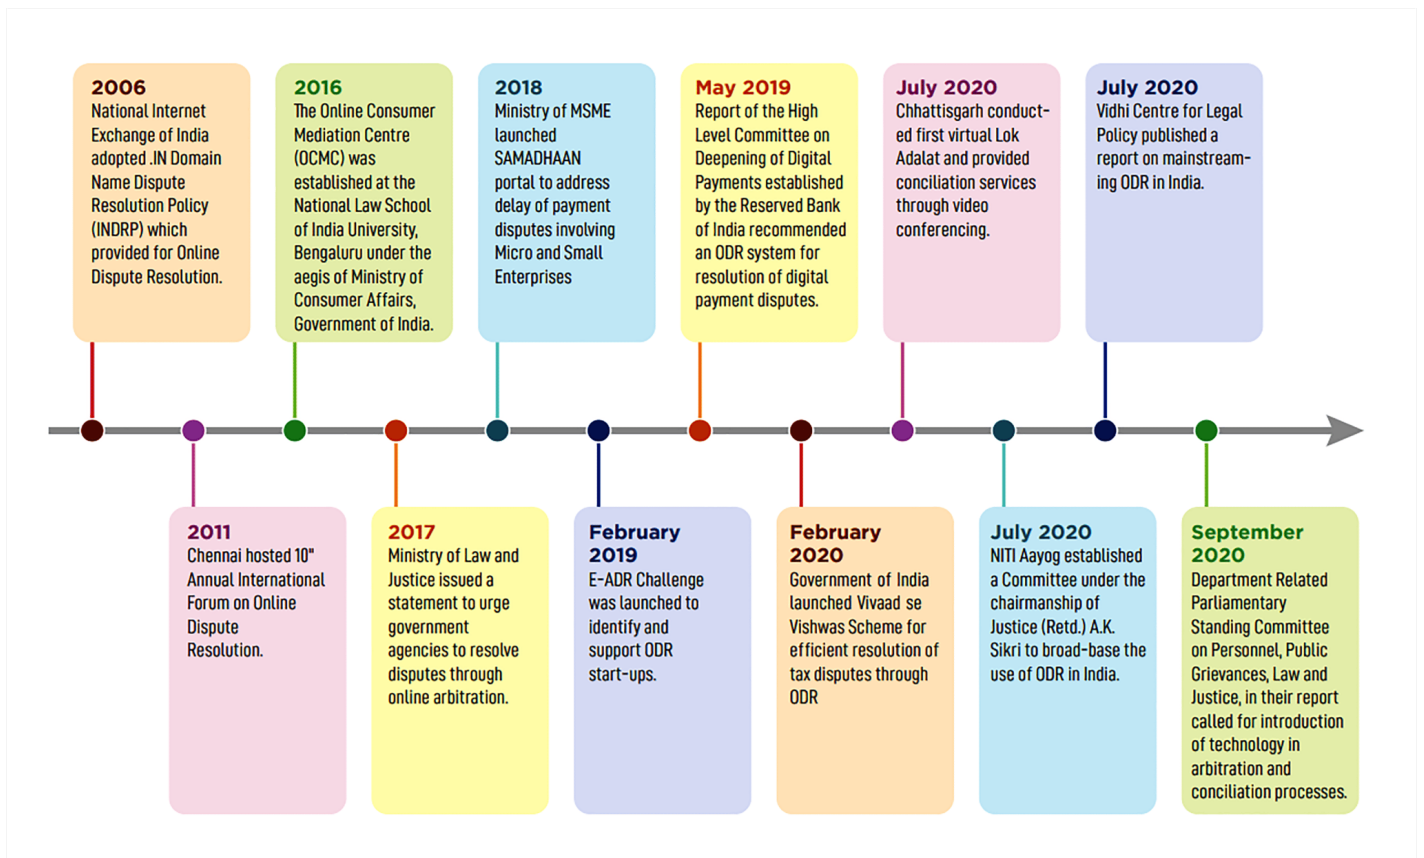 2006
National Internet
Exchange of India
adopted .IN Domain
Name Dispute
Resolution Policy
(INDRP) which
provided for Online
Dispute Resolution.
2016
The Online Consumer
Mediation Centre
(OCMC) was
established at the
National Law School
of India University,
Bengaluru under the
aegis of Ministry of
Consumer Affairs,
Government of India.
2018
Ministry of MSME
launched
SAMADHAAN
portal to address
delay of payment
disputes involving
Micro and Small
Enterprises
May 2019
Report of the High
Level Committee on
Deepening of Digital
Payments established
by the Reserved Bank
of India recommended
an ODR system for
resolution of digital
payment disputes.
July 2020
Chhattisgarh conduct-
ed first virtual Lok
Adalat and provided
conciliation services
through video
conferencing.
July 2020
Vidhi Centre for Legal
Policy published a
report on mainstream-
ing ODR in India.
2011
Chennai hosted 10"
Annual International
Forum on Online
Dispute
Resolution.
2017
Ministry of Law and
Justice issued a
statement to urge
government
agencies to resolve
disputes through
online arbitration.
February
2019
E-ADR Challenge
was launched to
identify and
support ODR
start-ups.
February
2020
Government of India
launched Vivaad se
Vishwas Scheme for
efficient resolution of
tax disputes through
ODR
July 2020
NITI Aayog established
a Committee under the
chairmanship of
Justice (Retd.) A.K.
Sikri to broad-base the
use of ODR in India.
September
2020
Department Related
Parliamentary
Standing Committee
on Personnel, Public
Grievances, Law and
Justice, in their report
called for introduction
of technology in
arbitration and
conciliation processes.